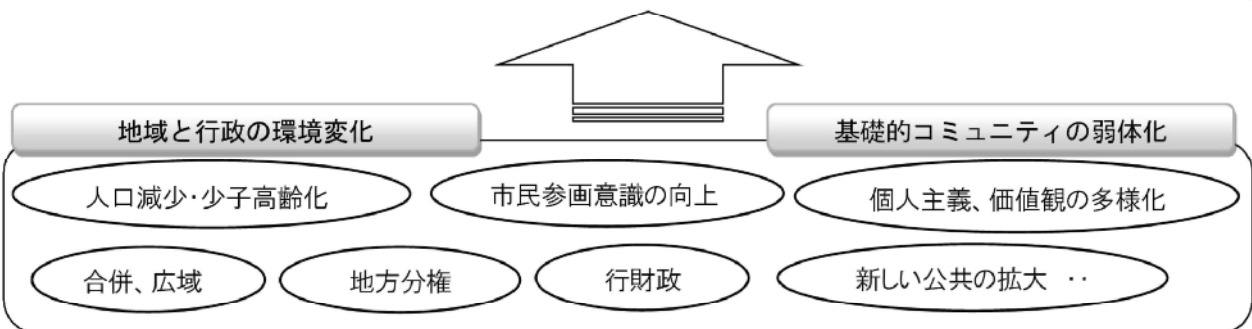 地域と行政の環境変化
基礎的コミュニティの弱体化
人口減少・少子高齢化
市民参画意識の向上
個人主義、価値観の多様化
合併、広域
地方分権
行財政
新しい公共の拡大 ‥